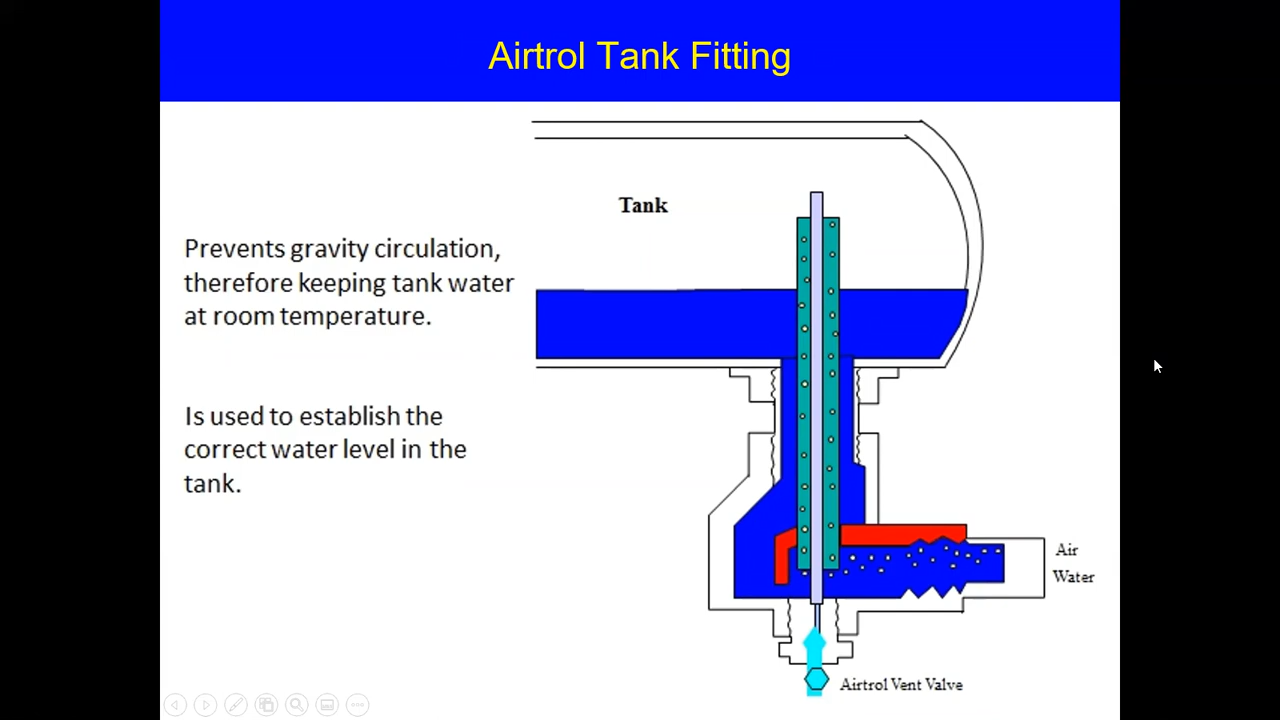 Airtrol Tank Fitting
Tank
Prevents gravity circulation,
therefore keeping tank water
at room temperature.
Is used to establish the
correct water level in the
tank.
Air
Water
Airtrol Vent Valve